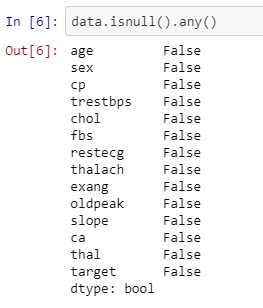 In [6]: data.isnull().any()
Out[6]: age False
sex False
cp False
trestbps False
chol False
fbs False
restecg False
thalach False
exang False
oldpeak False
slope False
ca False
thal False
target False
dtype: bool